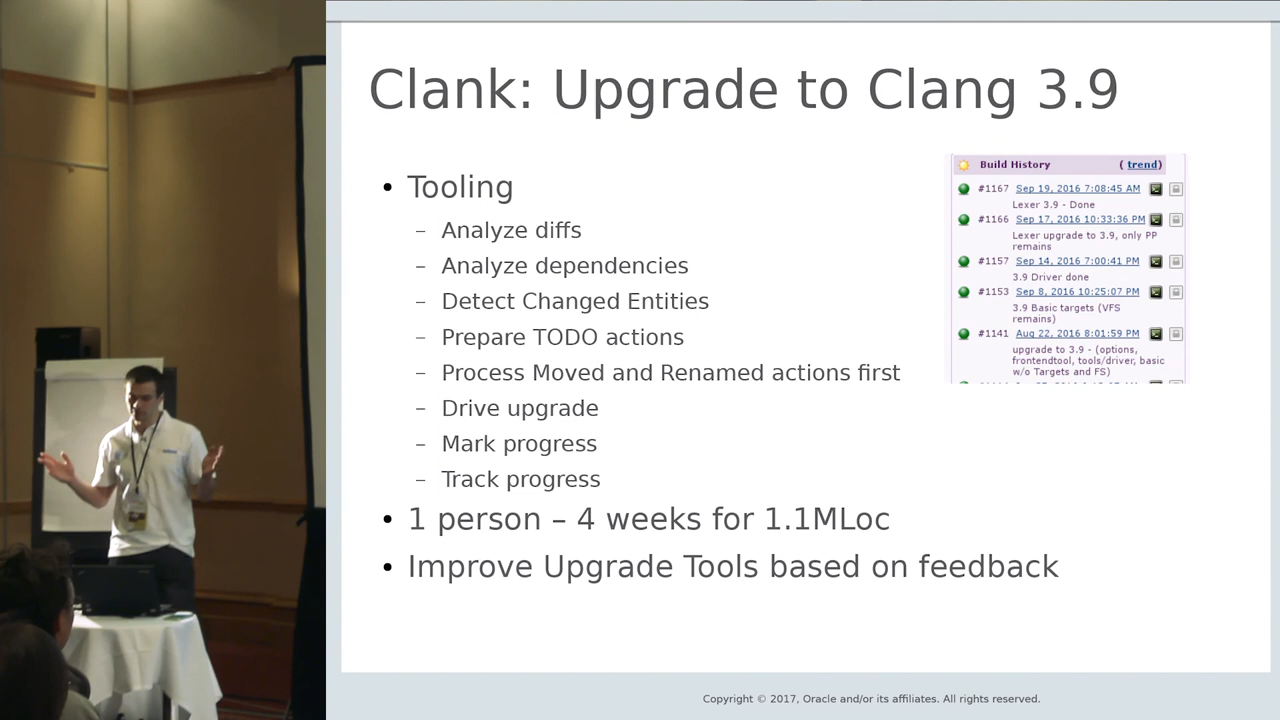 Clank: Upgrade to Clang 3.9
• Tooling
– Analyze diffs
– Analyze dependencies
– Detect Changed Entities
– Prepare TODO actions
– Process Moved and Renamed actions first
– Drive upgrade
– Mark progress
– Track progress
• 1 person – 4 weeks for 1.1MLoc
• Improve Upgrade Tools based on feedback
Build History ( trend)
#1167 Sep 19, 2016 7:08:45 AM
Lexer 3.9 - Done
#1166 Sep 17, 2016 10:33:36 PM
Lexer upgrade to 3.9, only PP
remains
#1157 Sep 14, 2016 7:00:41 PM
3.9 Driver done
#1153 Sep 8, 2016 10:25:07 PM
3.9 Basic targets (VFS
remains)
#1141 Aug 22, 2016 8:01:59 PM
upgrade to 3.9 - (options,
frontendtool, tools/driver, basic
w/o Targets and FS)
Copyright © 2017, Oracle and/or its affiliates. All rights reserved.